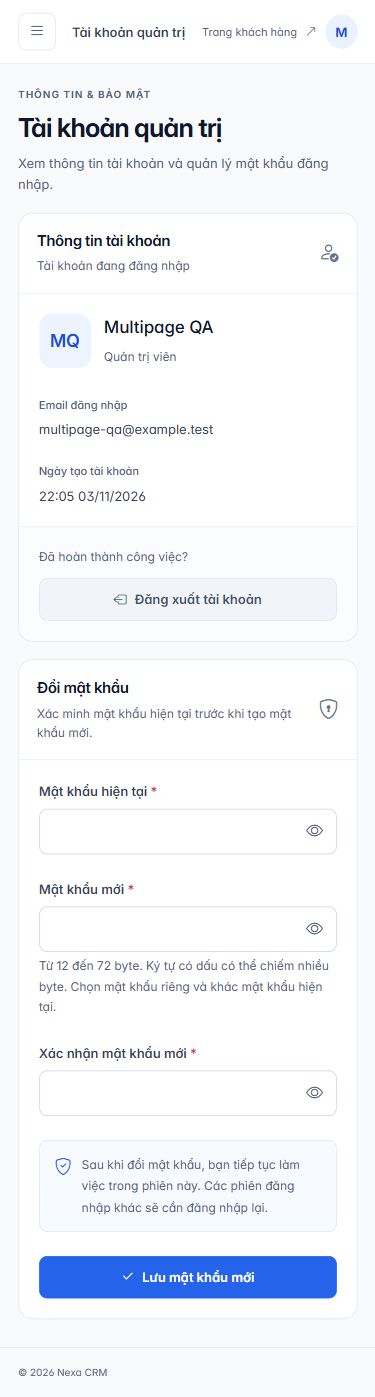 Tài khoản quản trị
Trang khách hàng
M
THÔNG TIN & BẢO MẬT
Tài khoản quản trị
Xem thông tin tài khoản và quản lý mật khẩu đăng
nhập.
Thông tin tài khoản
Tài khoản đang đăng nhập
MQ
Multipage QA
Quản trị viên
Email đăng nhập
multipage-qa@example.test
Ngày tạo tài khoản
22:05 03/11/2026
Đã hoàn thành công việc?
Đăng xuất tài khoản
Đổi mật khẩu
Xác minh mật khẩu hiện tại trước khi tạo mật
khẩu mới.
Mật khẩu hiện tại *
Mật khẩu mới *
Từ 12 đến 72 byte. Ký tự có dấu có thể chiếm nhiều
byte. Chọn mật khẩu riêng và khác mật khẩu hiện
tại.
Xác nhận mật khẩu mới *
Sau khi đổi mật khẩu, bạn tiếp tục làm
việc trong phiên này. Các phiên đăng
nhập khác sẽ cần đăng nhập lại.
Lưu mật khẩu mới
© 2026 Nexa CRM